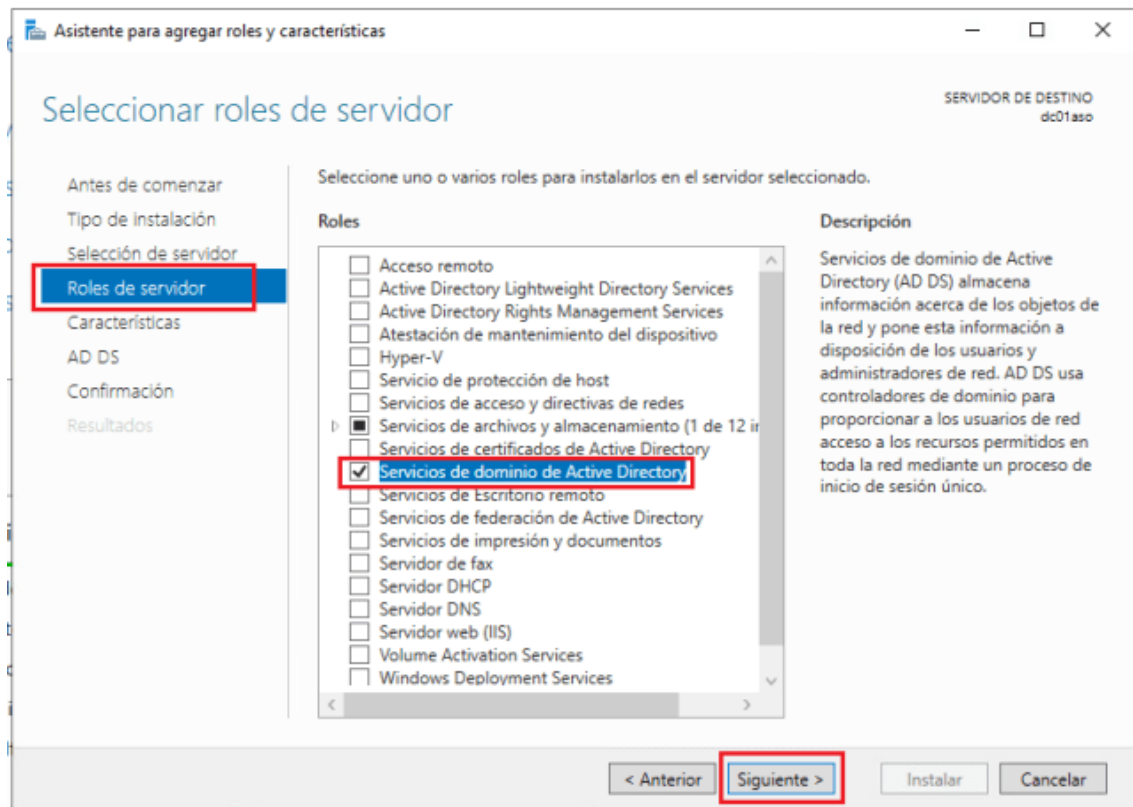 Asistente para agregar roles y características
Seleccionar roles de servidor
SERVIDOR DE DESTINO
dc01aso
Antes de comenzar
Tipo de instalación
Selección de servidor
Roles de servidor
Características
AD DS
Confirmación
Resultados
Seleccione uno o varios roles para instalarlos en el servidor seleccionado.
Roles
Acceso remoto
Active Directory Lightweight Directory Services
Active Directory Rights Management Services
Atestación de mantenimiento del dispositivo
Hyper-V
Servicio de protección de host
Servicios de acceso y directivas de redes
Servicios de archivos y almacenamiento (1 de 12 in
Servicios de certificados de Active Directory
Servicios de dominio de Active Directory
Servicios de Escritorio remoto
Servicios de federación de Active Directory
Servicios de impresión y documentos
Servidor de fax
Servidor DHCP
Servidor DNS
Servidor web (IIS)
Volume Activation Services
Windows Deployment Services
Descripción
Servicios de dominio de Active
Directory (AD DS) almacena
información acerca de los objetos de
la red y pone esta información a
disposición de los usuarios y
administradores de red. AD DS usa
controladores de dominio para
proporcionar a los usuarios de red
acceso a los recursos permitidos en
toda la red mediante un proceso de
inicio de sesión único.
< Anterior
Siguiente >
Instalar
Cancelar